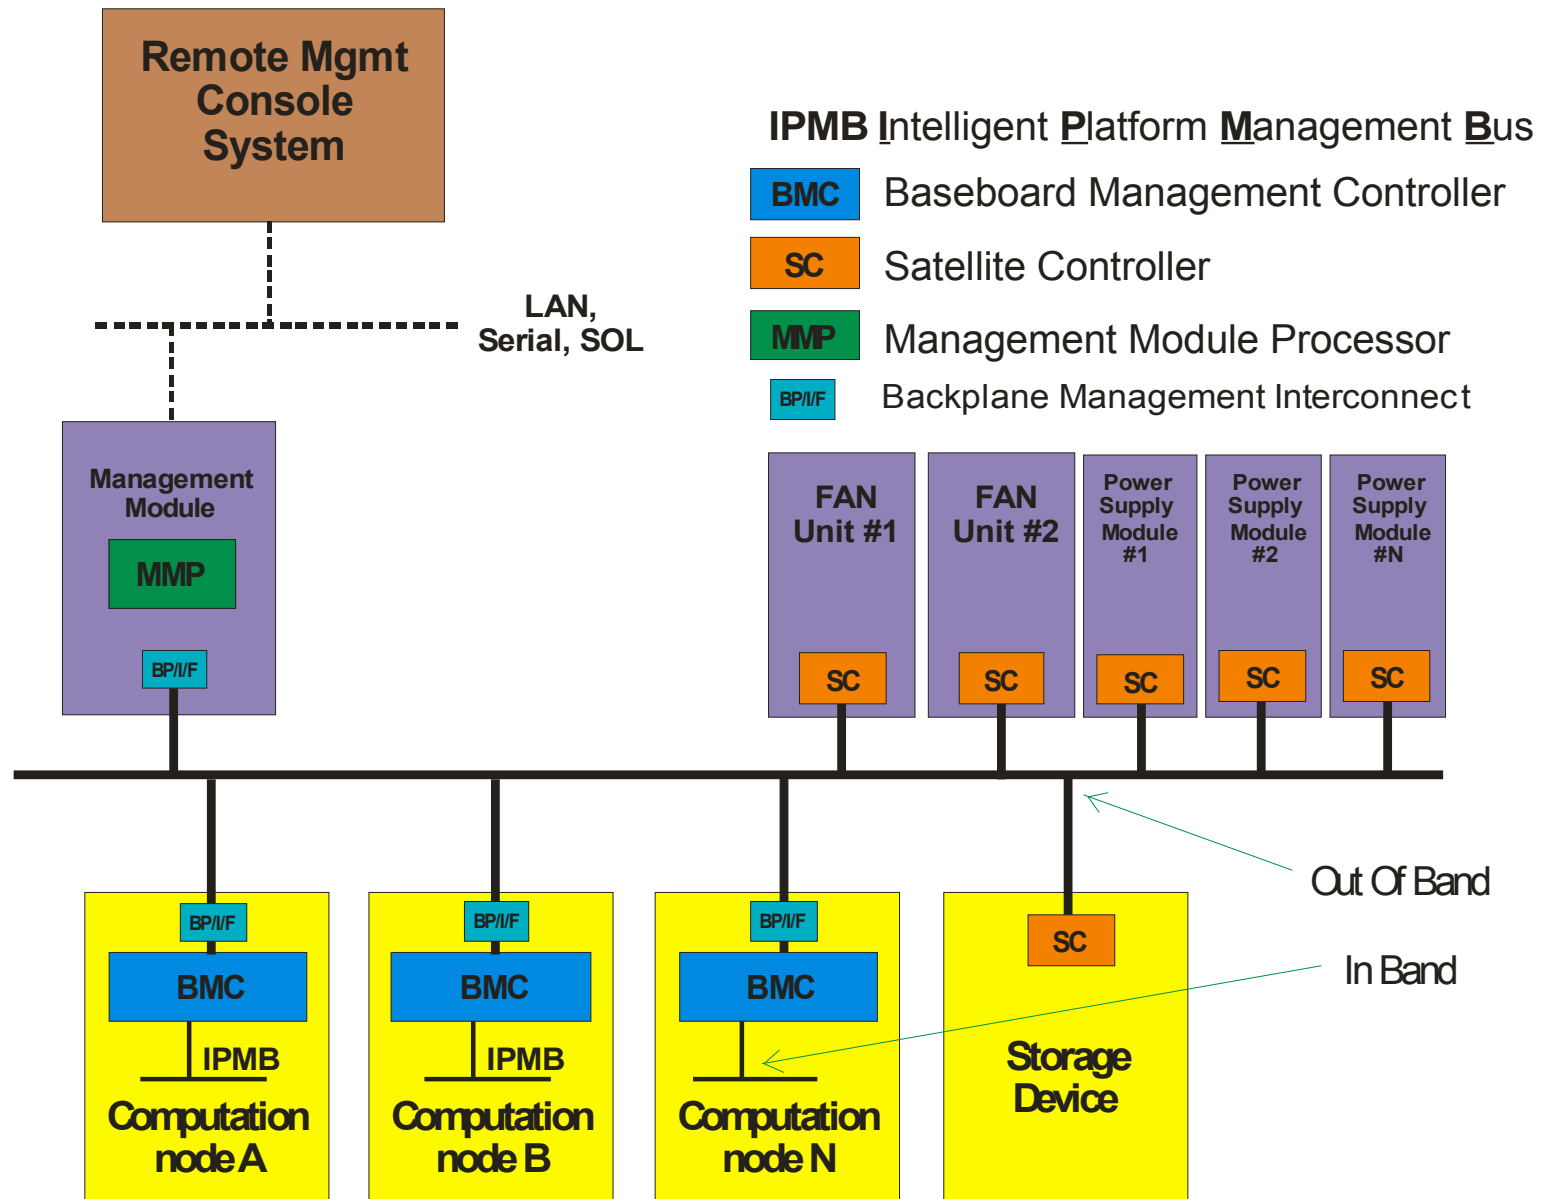 Remote Mgmt
Console
System
IPMB Intelligent Platform Management Bus
BMC Baseboard Management Controller
SC Satellite Controller
MMP Management Module Processor
BP/I/F Backplane Management Interconnect
LAN,
Serial, SOL
Management
Module
MMP
BP/I/F
FAN
Unit #1
SC
FAN
Unit #2
SC
Power
Supply
Module
#1
SC
Power
Supply
Module
#2
SC
Power
Supply
Module
#N
SC
Out Of Band
In Band
BP/I/F
BMC
IPMB
Computation
node A
BP/I/F
BMC
IPMB
Computation
node B
BP/I/F
BMC
Computation
node N
SC
Storage
Device